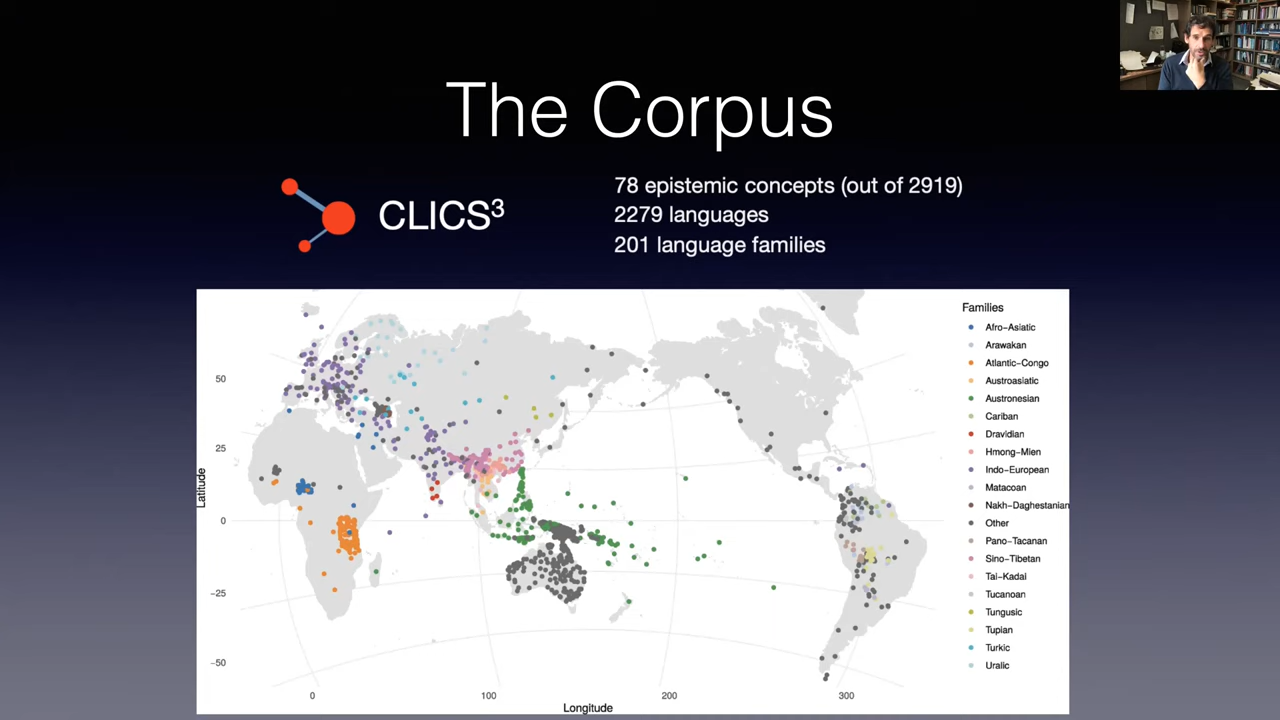 The Corpus
CLICS³
78 epistemic concepts (out of 2919)
2279 languages
201 language families
Families
Afro−Asiatic
Arawakan
Atlantic−Congo
Austroasiatic
Austronesian
Cariban
Dravidian
Hmong−Mien
Indo−European
Matacoan
Nakh−Daghestanian
Other
Pano−Tacanan
Sino−Tibetan
Tai−Kadai
Tucanoan
Tungusic
Tupian
Turkic
Uralic
Latitude
50
25
0
−25
−50
0
100
200
300
Longitude